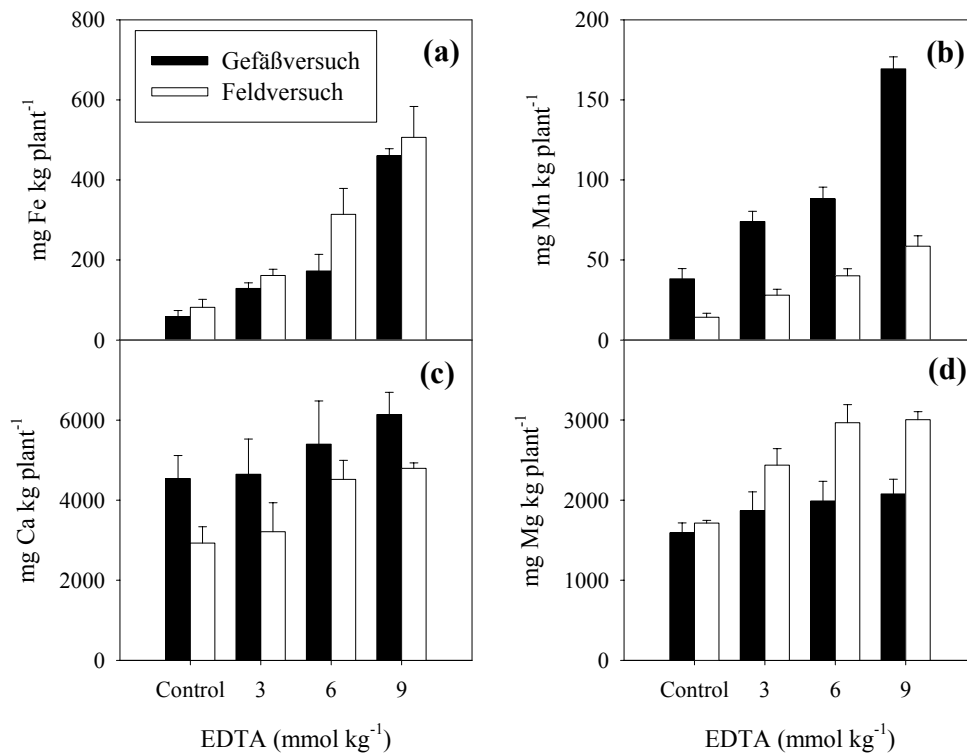 800
600
400
200
0
mg Fe kg plant⁻¹
Gefäßversuch
Feldversuch
(a)
200
150
100
50
0
mg Mn kg plant⁻¹
(b)
6000
4000
2000
0
mg Ca kg plant⁻¹
(c)
Control 3 6 9
EDTA (mmol kg⁻¹)
3000
2000
1000
0
mg Mg kg plant⁻¹
(d)
Control 3 6 9
EDTA (mmol kg⁻¹)